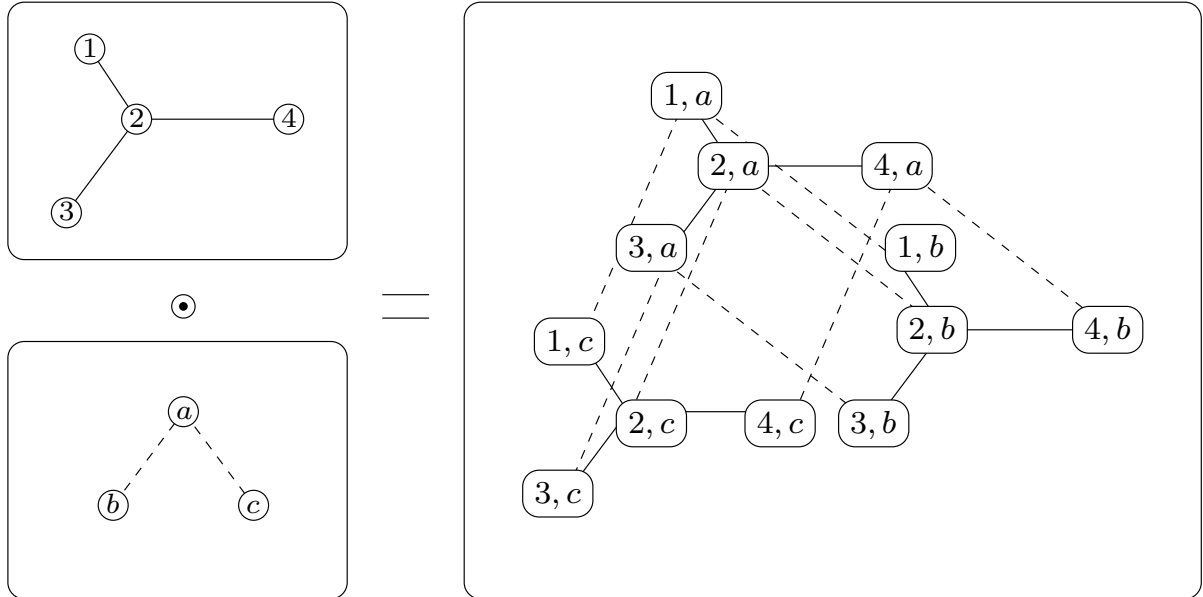 1
2
4
3
⊙
a
b
c
=
1, a
2, a
4, a
3, a
1, b
2, b
4, b
1, c
2, c
4, c
3, b
3, c